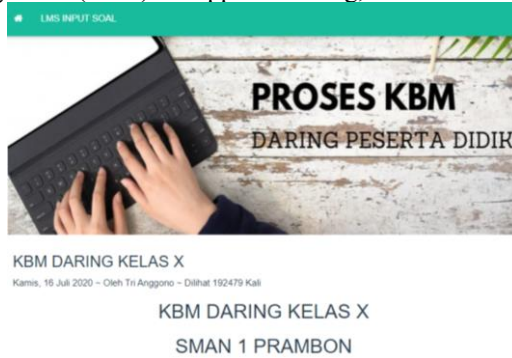 LMS INPUT SOAL
PROSES KBM
DARING PESERTA DIDIK
KBM DARING KELAS X
Kamis, 16 Juli 2020 ~ Oleh Tri Anggono ~ Dilihat 192479 Kali
KBM DARING KELAS X
SMAN 1 PRAMBON